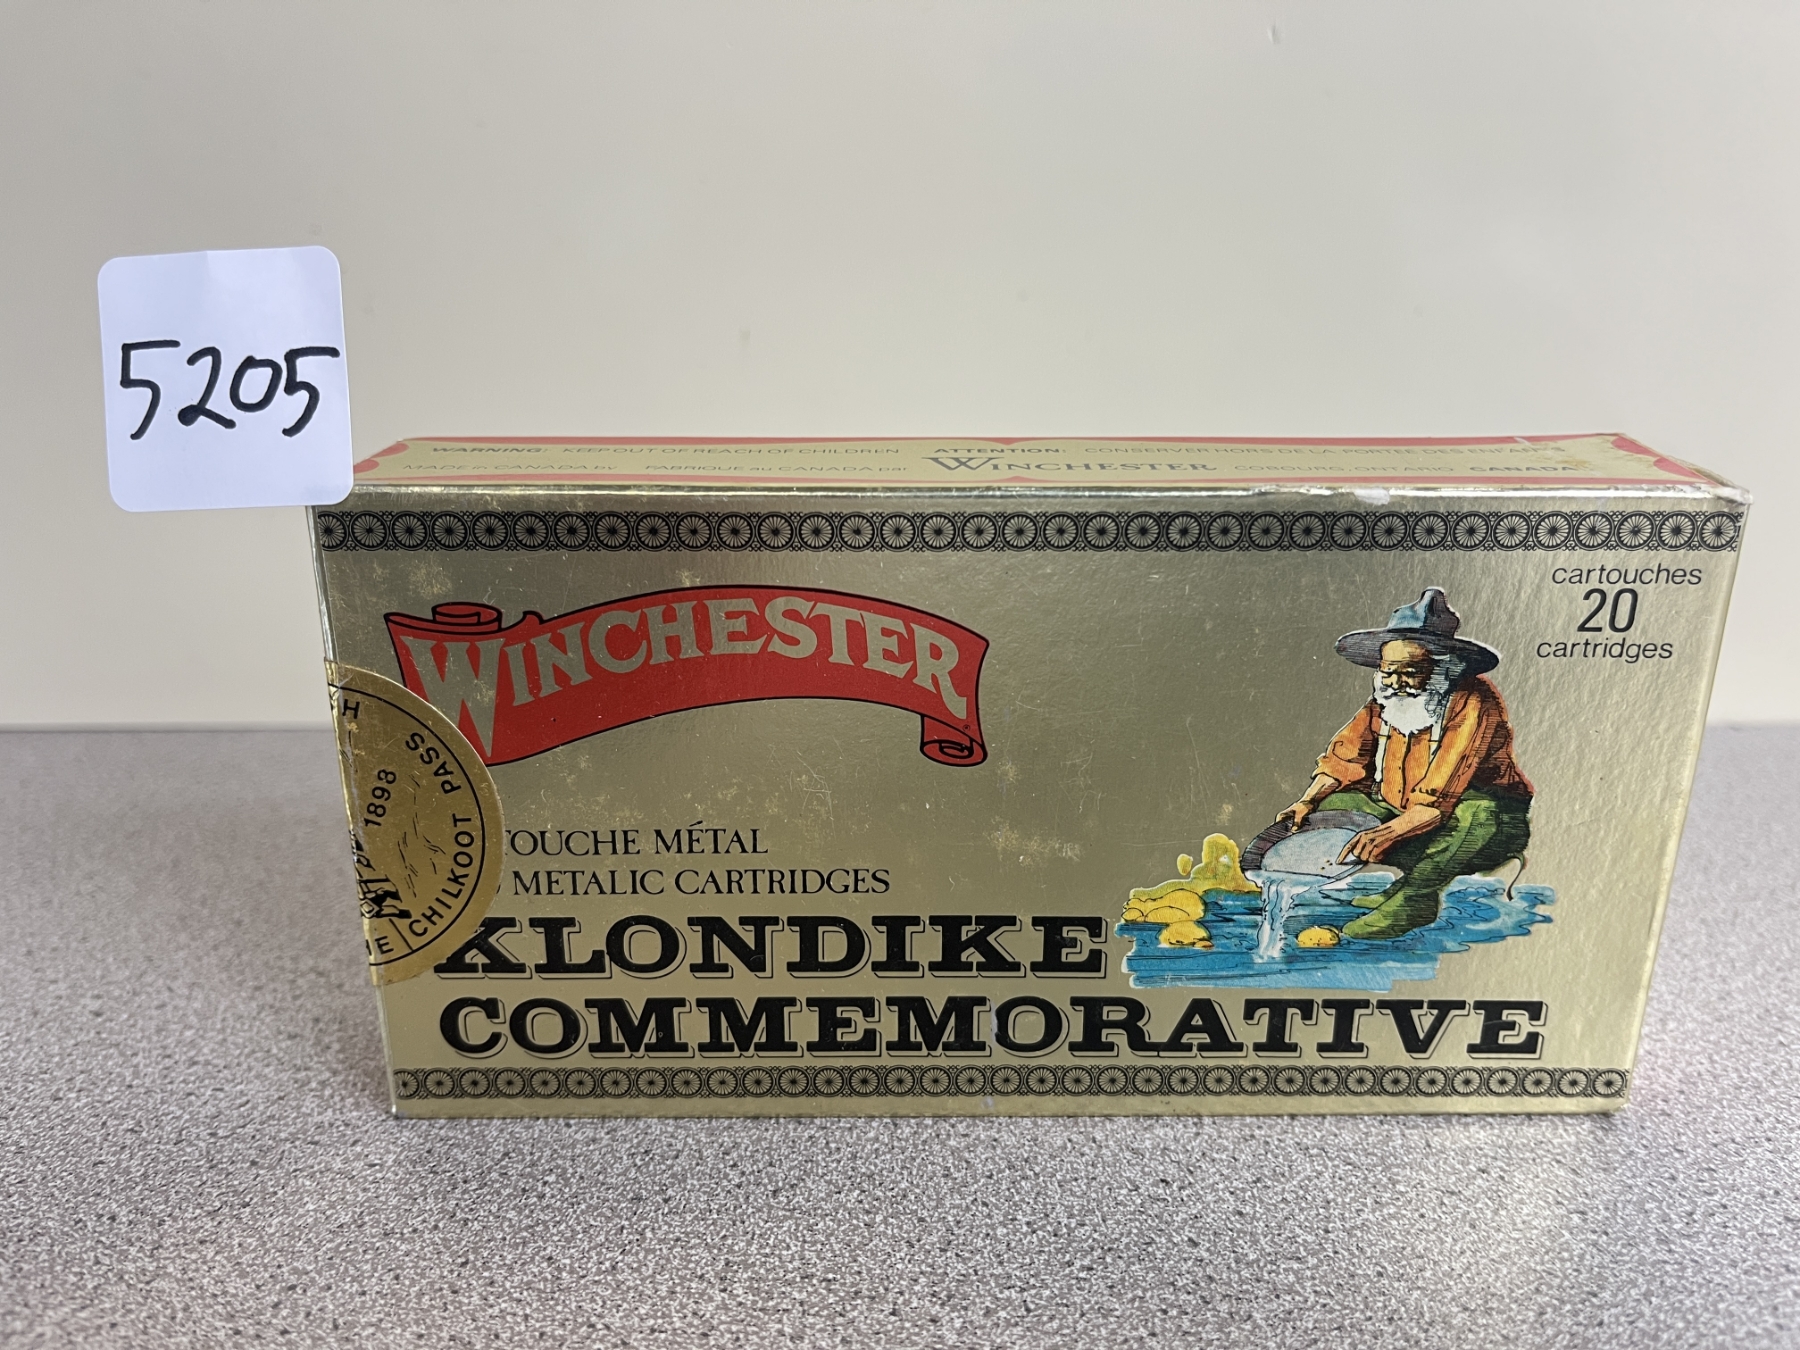 5205
WARNING: KEEP OUT OF REACH OF CHILDREN ATTENTION: CONSERVER HORS DE LA PORTÉE DES ENFANTS
MADE in CANADA by FABRIQUÉ au CANADA par WINCHESTER COBOURG, ONTARIO CANADA
WINCHESTER
cartouches
20
cartridges
H
1898
CHILKOOT PASS
TOUCHE MÉTAL
METALIC CARTRIDGES
KLONDIKE
COMMEMORATIVE